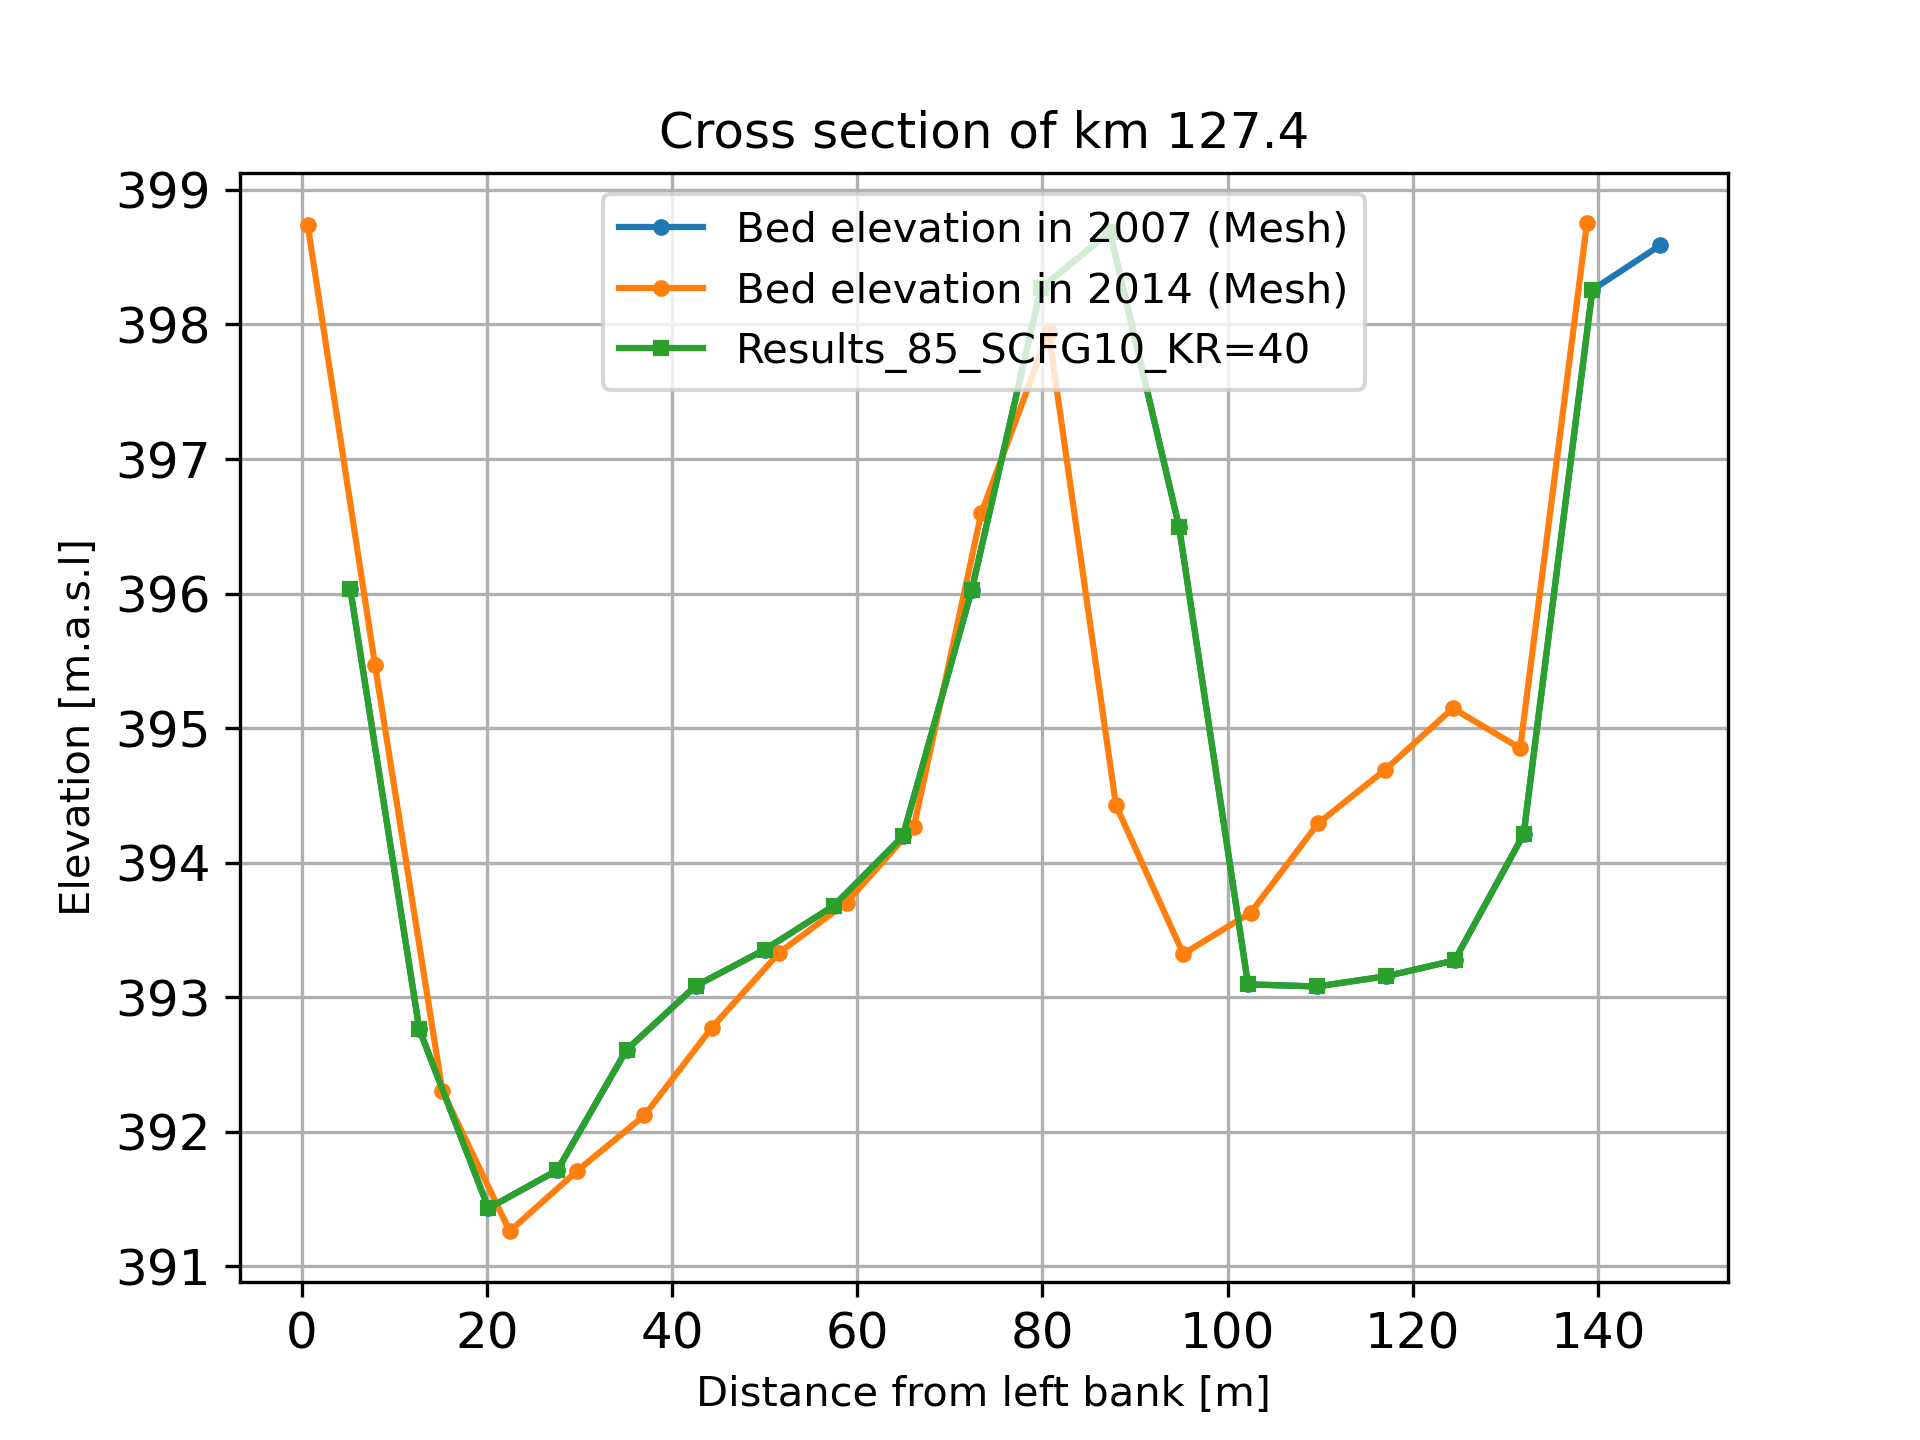 Cross section of km 127.4
Bed elevation in 2007 (Mesh)
Bed elevation in 2014 (Mesh)
Results_85_SCFG10_KR=40
399
398
397
396
395
394
393
392
391
Elevation [m.a.s.l]
0 20 40 60 80 100 120 140
Distance from left bank [m]